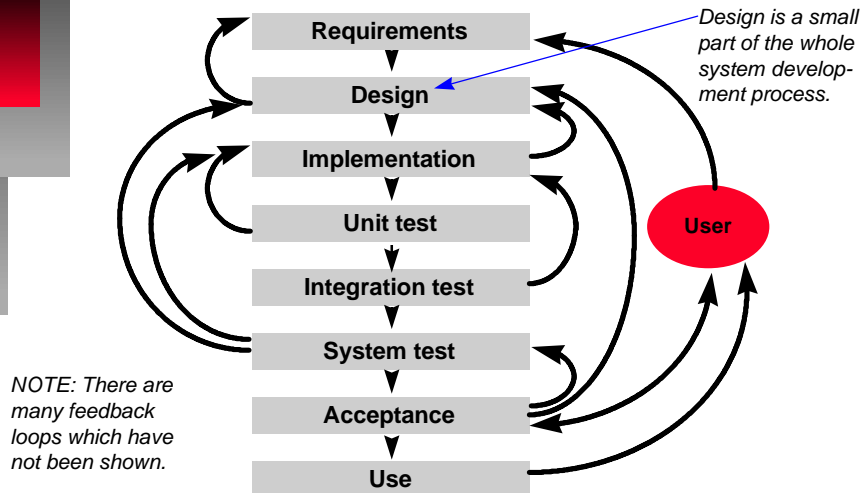 Requirements
Design is a small
part of the whole
system develop-
ment process.
Design
Implementation
Unit test
User
Integration test
System test
NOTE: There are
many feedback
loops which have
not been shown.
Acceptance
Use